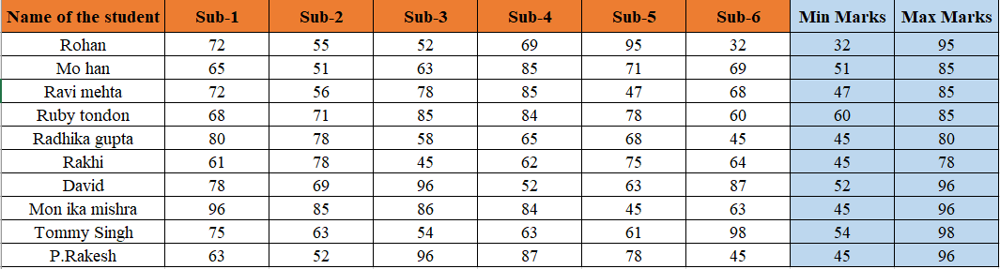 Name of the student Sub-1 Sub-2 Sub-3 Sub-4 Sub-5 Sub-6 Min Marks Max Marks
Rohan 72 55 52 69 95 32 32 95
Mo han 65 51 63 85 71 69 51 85
Ravi mehta 72 56 78 85 47 68 47 85
Ruby tondon 68 71 85 84 78 60 60 85
Radhika gupta 80 78 58 65 68 45 45 80
Rakhi 61 78 45 62 75 64 45 78
David 78 69 96 52 63 87 52 96
Mon ika mishra 96 85 86 84 45 63 45 96
Tommy Singh 75 63 54 63 61 98 54 98
P.Rakesh 63 52 96 87 78 45 45 96